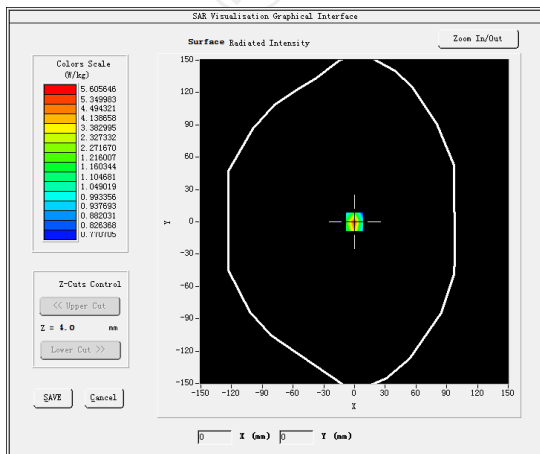 SAR Visualisation Graphical Interface
Surface Radiated Intensity
Zoom In/Out
Colors Scale
(W/kg)
5.605646
5.349983
4.494321
4.138658
3.382995
2.327332
2.271670
1.216007
1.160344
1.104681
1.049019
0.993356
0.937693
0.882031
0.826368
0.770705
150
120
90
60
30
0
-30
-60
-90
-120
-150
Y
-150 -120 -90 -60 -30 0 30 60 90 120 150
X
Z-Cuts Control
<< Upper Cut
Z = 4.0 mm
Lower Cut >>
SAVE Cancel
0 X (mm) 0 Y (mm)